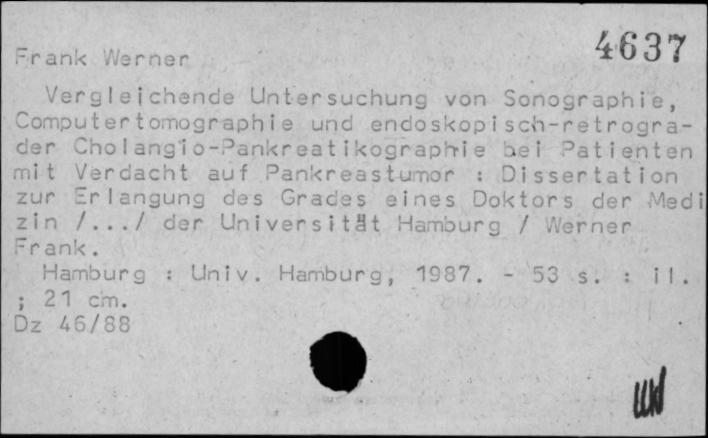 4637
Frank Werner
Vergleichende Untersuchung von Sonographie,
Computertomographie und endoskopisch-retrogra-
der Cholangio-Pankreatikographie bei Patienten
mit Verdacht auf Pankreastumor : Dissertation
zur Erlangung des Grades eines Doktors der Medi
zin /.../ der Universität Hamburg / Werner
Frank.
Hamburg : Univ. Hamburg, 1987. - 53 s. : il.
; 21 cm.
Dz 46/88